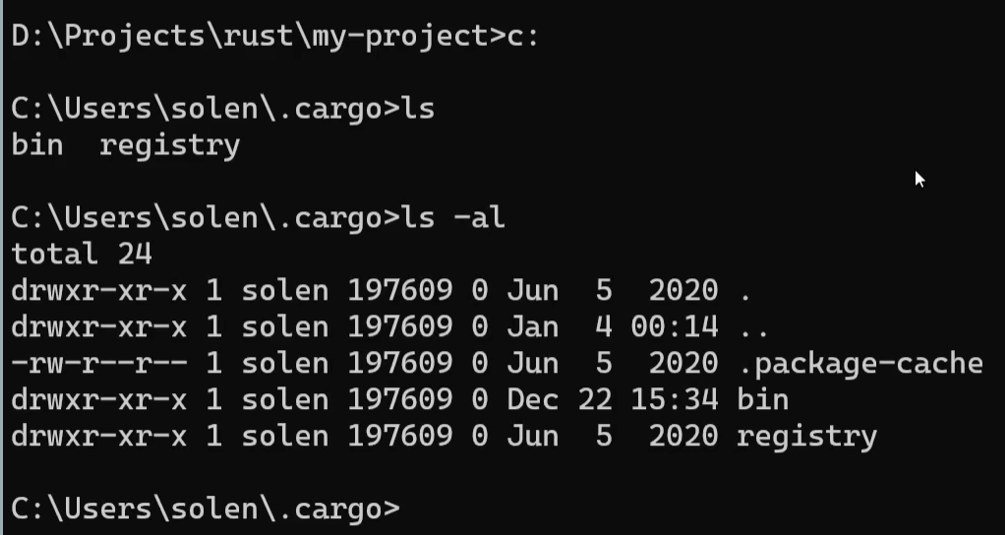 D:\Projects\rust\my-project>c:
C:\Users\solen\.cargo>ls
bin  registry
C:\Users\solen\.cargo>ls -al
total 24
drwxr-xr-x 1 solen 197609 0 Jun  5  2020 .
drwxr-xr-x 1 solen 197609 0 Jan  4 00:14 ..
-rw-r--r-- 1 solen 197609 0 Jun  5  2020 .package-cache
drwxr-xr-x 1 solen 197609 0 Dec 22 15:34 bin
drwxr-xr-x 1 solen 197609 0 Jun  5  2020 registry
C:\Users\solen\.cargo>